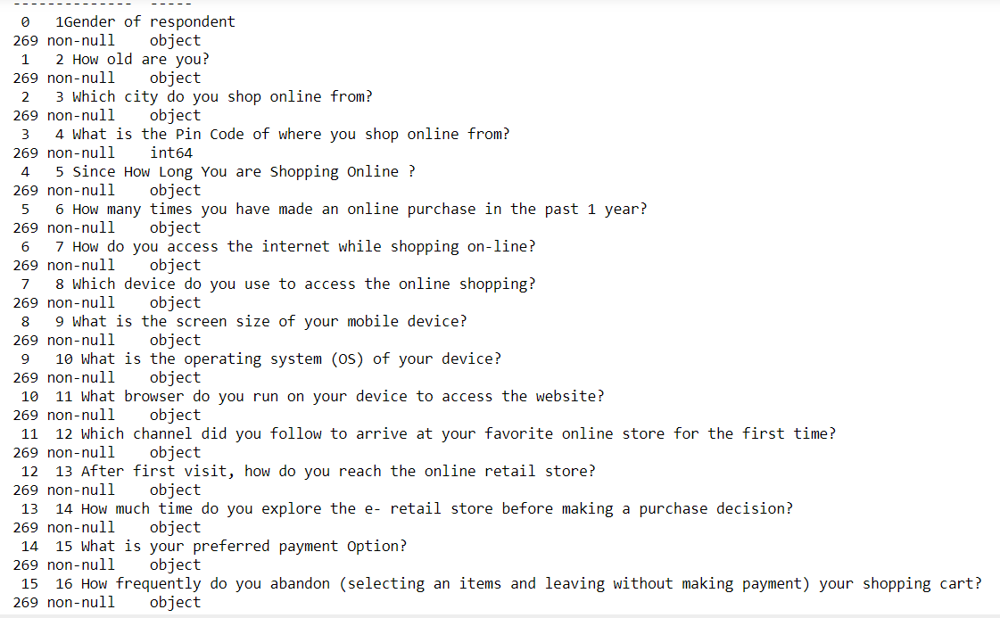 -------------- -----
0 1Gender of respondent
269 non-null object
1 2 How old are you?
269 non-null object
2 3 Which city do you shop online from?
269 non-null object
3 4 What is the Pin Code of where you shop online from?
269 non-null int64
4 5 Since How Long You are Shopping Online ?
269 non-null object
5 6 How many times you have made an online purchase in the past 1 year?
269 non-null object
6 7 How do you access the internet while shopping on-line?
269 non-null object
7 8 Which device do you use to access the online shopping?
269 non-null object
8 9 What is the screen size of your mobile device?
269 non-null object
9 10 What is the operating system (OS) of your device?
269 non-null object
10 11 What browser do you run on your device to access the website?
269 non-null object
11 12 Which channel did you follow to arrive at your favorite online store for the first time?
269 non-null object
12 13 After first visit, how do you reach the online retail store?
269 non-null object
13 14 How much time do you explore the e- retail store before making a purchase decision?
269 non-null object
14 15 What is your preferred payment Option?
269 non-null object
15 16 How frequently do you abandon (selecting an items and leaving without making payment) your shopping cart?
269 non-null object